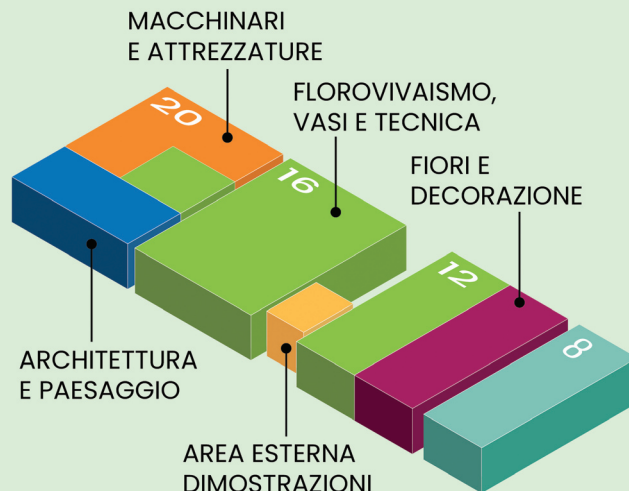 MACCHINARI
E ATTREZZATURE
20
FLOROVIVAISMO,
VASI E TECNICA
16
FIORI E
DECORAZIONE
12
8
ARCHITETTURA
E PAESAGGIO
AREA ESTERNA
DIMOSTRAZIONI